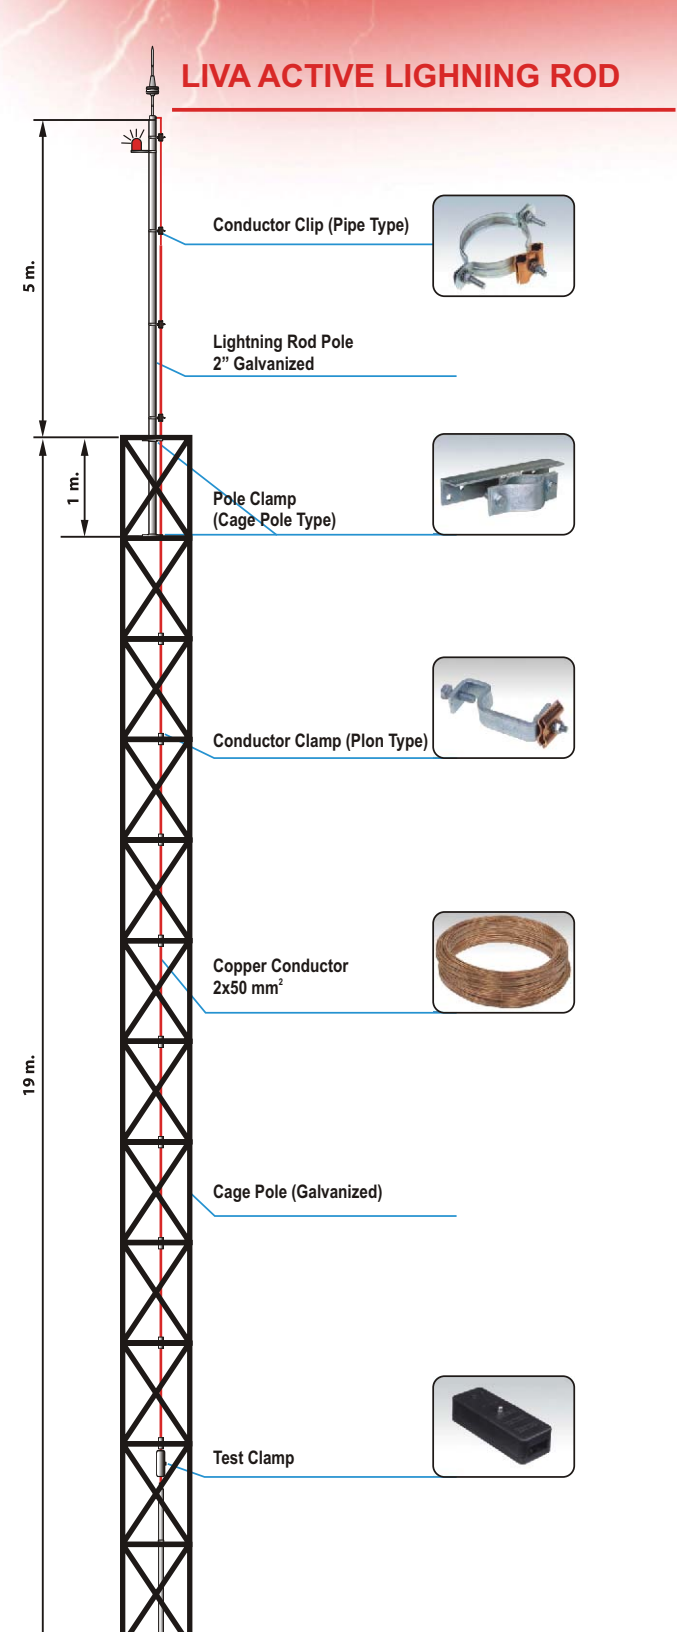 LIVA ACTIVE LIGHNING ROD
5 m.
Conductor Clip (Pipe Type)
Lightning Rod Pole
2” Galvanized
1 m.
Pole Clamp
(Cage Pole Type)
Conductor Clamp (Plon Type)
Copper Conductor
2x50 mm²
19 m.
Cage Pole (Galvanized)
Test Clamp